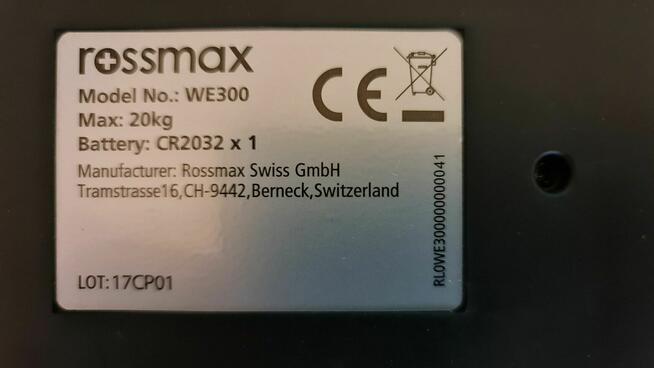 rossmax
Model No.: WE300
Max: 20kg
Battery: CR2032 x 1
Manufacturer: Rossmax Swiss GmbH
Tramstrasse16,CH-9442,Berneck,Switzerland
LOT:17CP01
CE
RL0WE300000000041